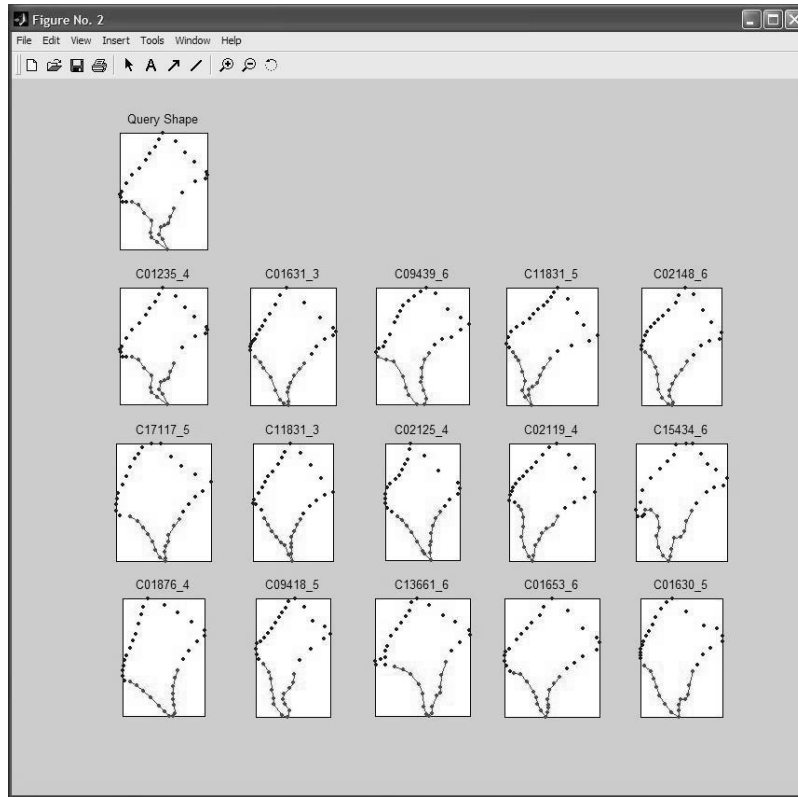 Figure No. 2
File Edit View Insert Tools Window Help
Query Shape
C01235_4 C01631_3 C09439_6 C11831_5 C02148_6
C17117_5 C11831_3 C02125_4 C02119_4 C15434_6
C01876_4 C09418_5 C13661_6 C01653_6 C01630_5